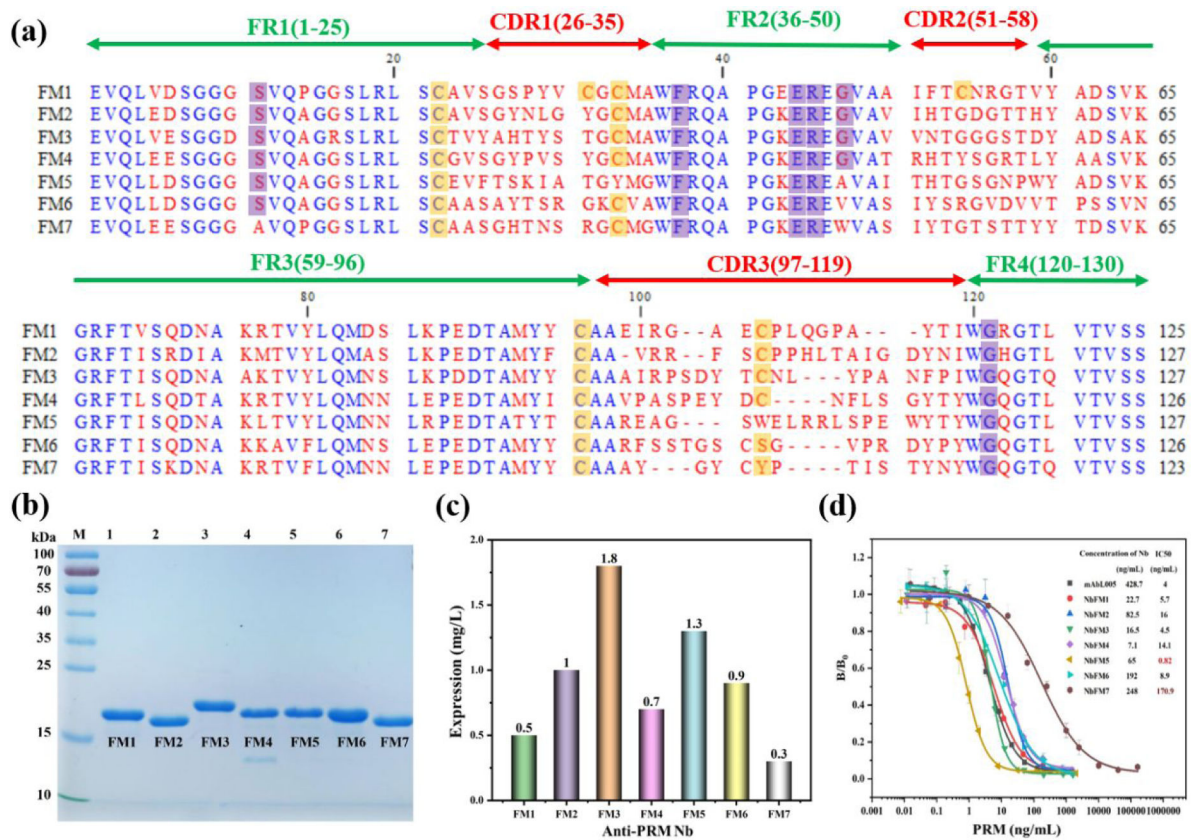 (a)
FR1(1-25) CDR1(26-35) FR2(36-50) CDR2(51-58)
20 40 60
FM1 EVQLVDSGGG SVQPGGSLRL SCAVSGSPYV CGCMAWFRQA PGEEREGVAA IFTCNRGTVY ADSVK 65
FM2 EVQLEDSGGG SVQAGGSLRL SCAVSGYNLG YGCMAWFRQA PGKEREGVAV IHTGDGTTHY ADSVK 65
FM3 EVQLVESGGD SVQAGRSLRL SCTVYAHTYS TGCMAWFRQA PGKEREGVAA VNTGGGSTDY ADSVK 65
FM4 EVQLEESGGG SVQAGGSLRL SCGVSGYPVS YGCMAWFRQA PGKEREGVAT RHTYSGRTLY AASVK 65
FM5 EVQLLDSGGG SVQAGGSLRL SCEVFTSKIA TGYMGWFRQA PGKEREAVAI THTGSGNPWY ADSVK 65
FM6 EVQLVDSGGG SVQAGGSLRL SCAASAYTSR GKCVAWFRQA PGKEREVVAS IYSRGVDVVT PSSVN 65
FM7 EVQLEESGGG AVQPGGSLRL SCAASGHTNS RGCMGWFRQA PGKEREWVAS IYTGTSTTYY ADSVK 65
FR3(59-96) CDR3(97-119) FR4(120-130)
80 100 120
FM1 GRFTVSQDNA KRTVYLQMDS LKPEDTAMYY CAAEIRG--A ECPLQGPA-- -YTIWGRGTL VTVSS 125
FM2 GRFTISRDIA KMTVYLQMAS LKPEDTAMYF CAA-VRR--F SCPPHLTAIG DYNIWGHGTL VTVSS 127
FM3 GRFTISQDNA AKTVYLQMNS LKPDDTAMYY CAAAIRPSDY TCNL---YPA NFPIWGQGTQ VTVSS 127
FM4 GRFTLSQDTA KRTVYLQMNS LKPEDTAMYI CAAVPASPEY DC----NFLS GYTYWGQGTL VTVSS 126
FM5 GRFTISQDNA KLTVYLQMNN LRPEDTATYT CAAREAG--S WELRRLSPE WYTYWGQGTL VTVSS 127
FM6 GRFTISQDNA KKAVFLQMNS LEPEDTAMYY CAARFSSTGS CSG----VPR DYPYWGQGTL VTVSS 126
FM7 GRFTISKDNA KRTVFLQMNN LEPEDTAMYY CAAAY---GY CYP----TIS TYNYWGQGTQ VTVSS 123
(b)
kDa M 1 2 3 4 5 6 7
100
70
55
40
35
25
15
10
FM1 FM2 FM3 FM4 FM5 FM6 FM7
(c)
Expression (mg/L)
2.0
1.5
1.0
0.5
0.0
0.5 1 1.8 0.7 1.3 0.9 0.3
FM1 FM2 FM3 FM4 FM5 FM6 FM7
Anti-PRM Nb
(d)
B/B0
1.2
1.0
0.8
0.6
0.4
0.2
0.0
Concentration of Nb IC50
(ng/mL) (ng/mL)
mAbL005 428.7 4
NbFM1 22.7 5.7
NbFM2 82.5 16
NbFM3 16.5 4.5
NbFM4 7.1 14.1
NbFM5 65 0.82
NbFM6 192 8.9
NbFM7 248 170.9
0.001 0.01 0.1 1 10 100 1000 10000 1000000
PRM (ng/mL)